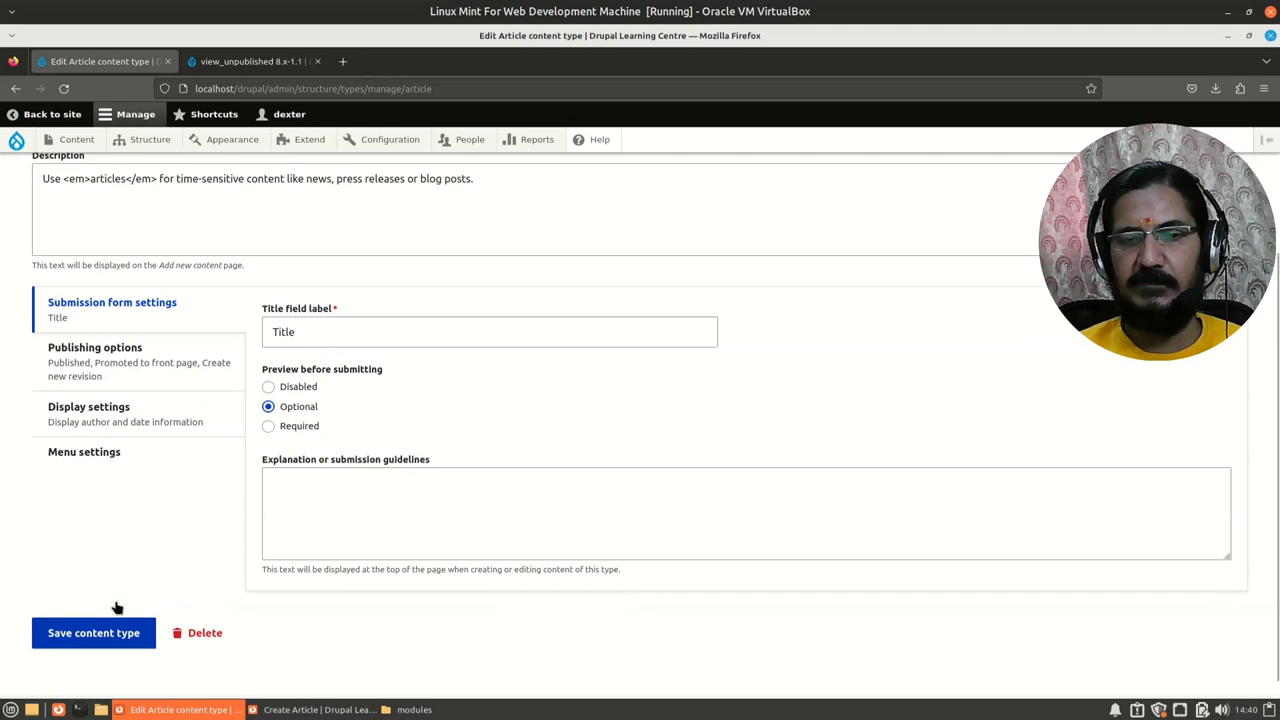 Linux Mint For Web Development Machine [Running] - Oracle VM VirtualBox
Edit Article content type | Drupal Learning Centre — Mozilla Firefox
Edit Article content type | D
view_unpublished 8.x-1.1 | D
localhost/drupal/admin/structure/types/manage/article
Back to site
Manage
Shortcuts
dexter
Content
Structure
Appearance
Extend
Configuration
People
Reports
Help
Description
Use <em>articles</em> for time-sensitive content like news, press releases or blog posts.
This text will be displayed on the Add new content page.
Submission form settings
Title
Publishing options
Published, Promoted to front page, Create
new revision
Display settings
Display author and date information
Menu settings
Title field label*
Title
Preview before submitting
Disabled
Optional
Required
Explanation or submission guidelines
This text will be displayed at the top of the page when creating or editing content of this type.
Save content type
Delete
Edit Article content type | ...
Create Article | Drupal Lea...
modules
14:40